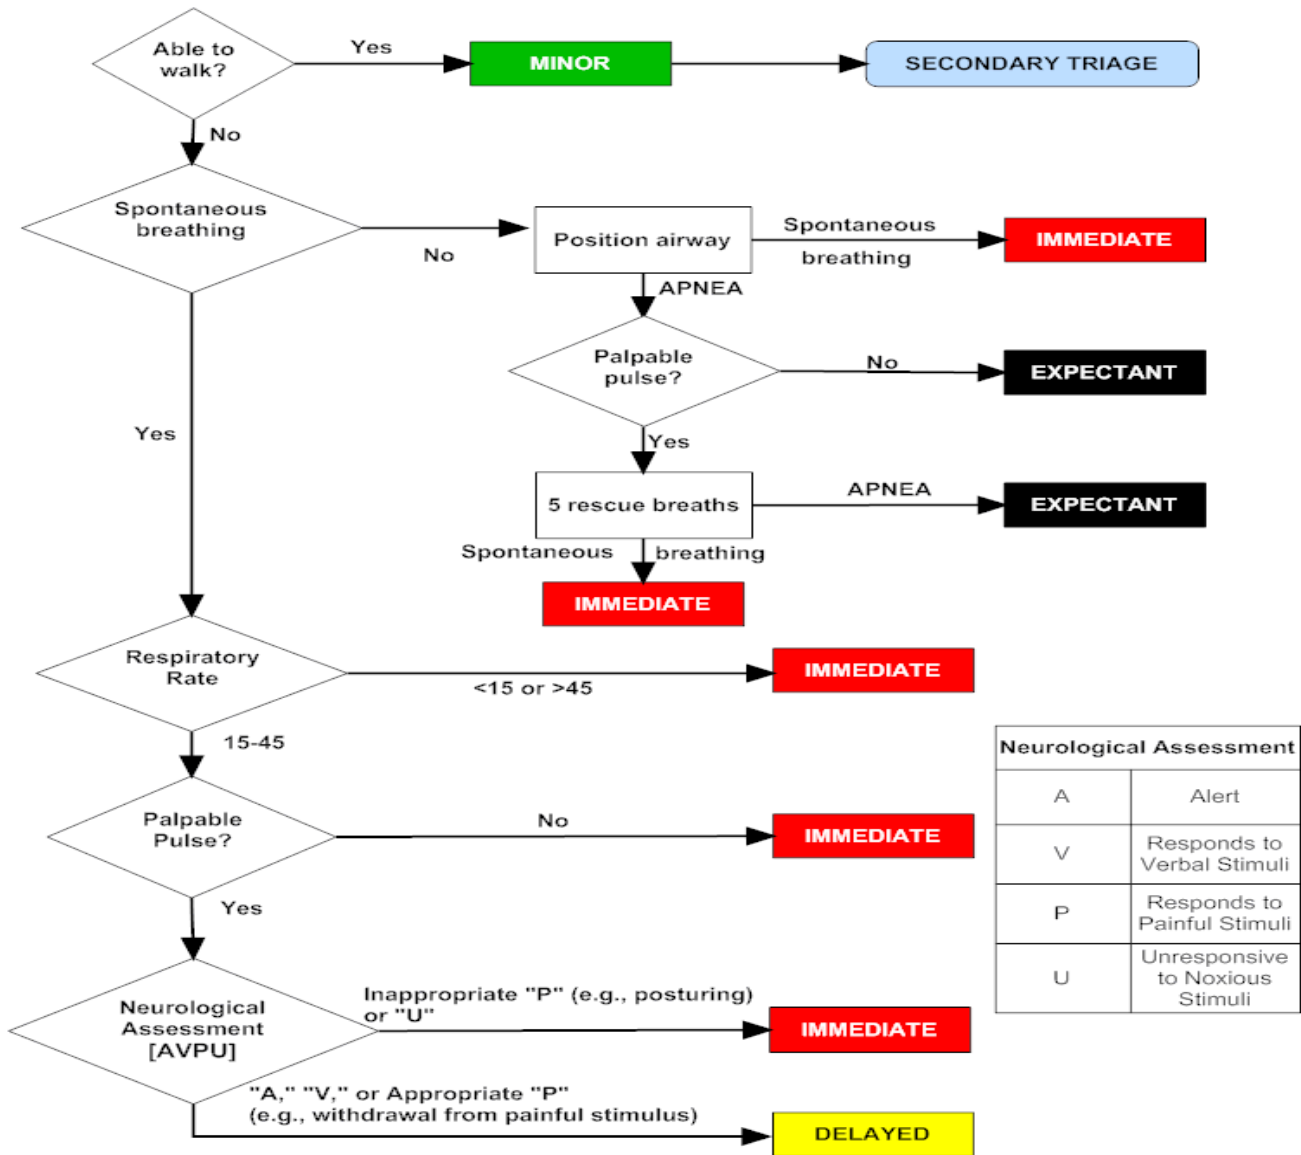 Able to
walk?
Yes
MINOR
SECONDARY TRIAGE
No
Spontaneous
breathing
No
Position airway
Spontaneous
breathing
IMMEDIATE
APNEA
Palpable
pulse?
No
EXPECTANT
Yes
Yes
5 rescue breaths
APNEA
EXPECTANT
Spontaneous breathing
IMMEDIATE
Respiratory
Rate
<15 or >45
IMMEDIATE
15-45
Palpable
Pulse?
No
IMMEDIATE
Yes
Neurological
Assessment
[AVPU]
Inappropriate "P" (e.g., posturing)
or "U"
IMMEDIATE
"A," "V," or Appropriate "P"
(e.g., withdrawal from painful stimulus)
DELAYED
Neurological Assessment
A Alert
V Responds to
Verbal Stimuli
P Responds to
Painful Stimuli
U Unresponsive
to Noxious
Stimuli